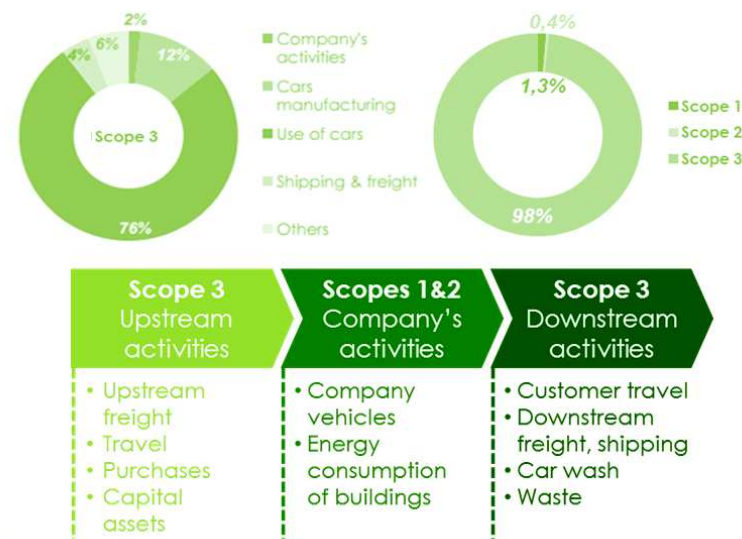 2%
6%
4%
12%
Scope 3
76%
Company's
activities
Cars
manufacturing
Use of cars
Shipping & freight
Others
0,4%
1,3%
98%
Scope 1
Scope 2
Scope 3
Scope 3
Upstream
activities
Scopes 1&2
Company's
activities
Scope 3
Downstream
activities
• Upstream
freight
• Travel
• Purchases
• Capital
assets
• Company
vehicles
• Energy
consumption
of buildings
• Customer travel
• Downstream
freight, shipping
• Car wash
• Waste